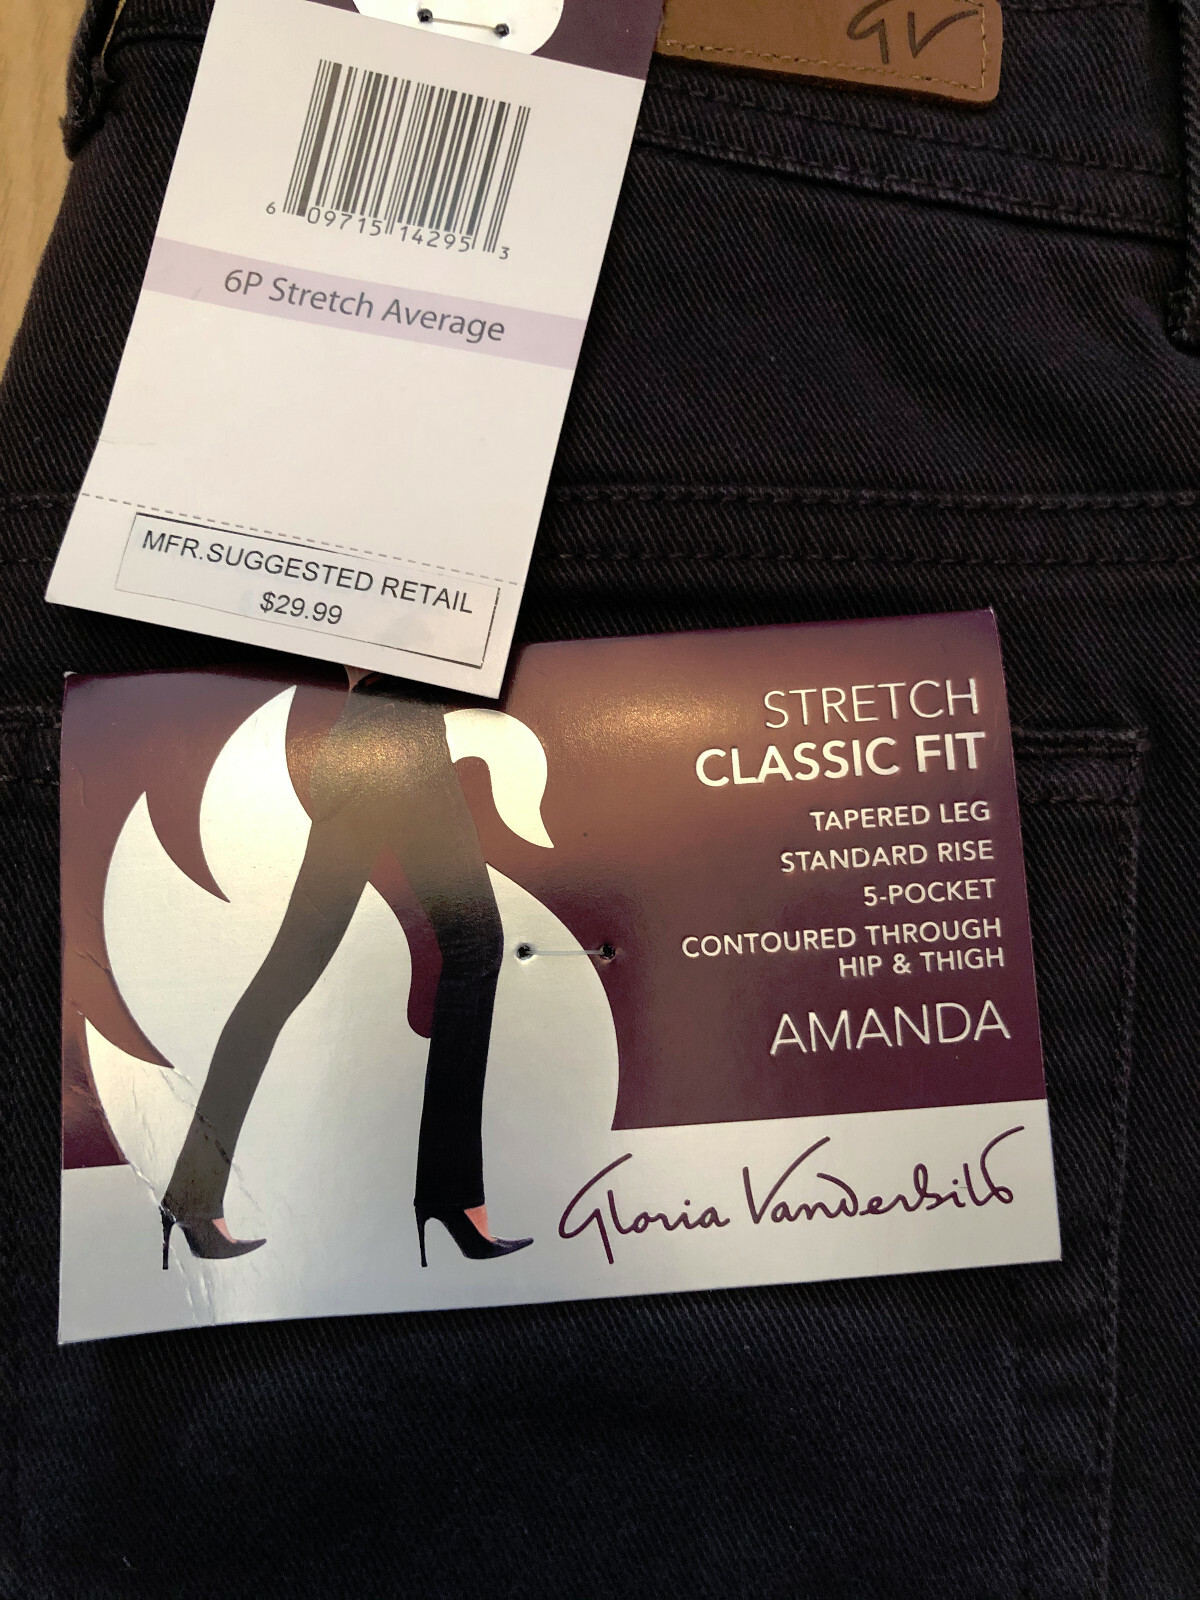 GV
6 09715 14295 3
6P Stretch Average
MFR.SUGGESTED RETAIL
$29.99
STRETCH
CLASSIC FIT
TAPERED LEG
STANDARD RISE
5-POCKET
CONTOURED THROUGH
HIP & THIGH
AMANDA
Gloria Vanderbilt